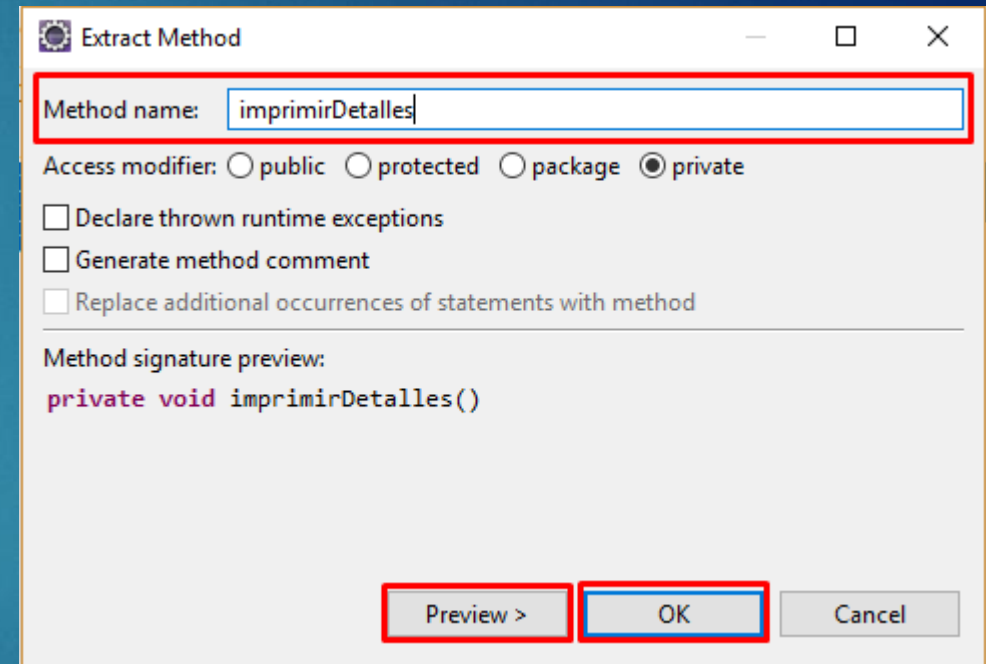 Extract Method
Method name: imprimirDetalles
Access modifier: public protected package private
Declare thrown runtime exceptions
Generate method comment
Replace additional occurrences of statements with method
Method signature preview:
private void imprimirDetalles()
Preview > OK Cancel